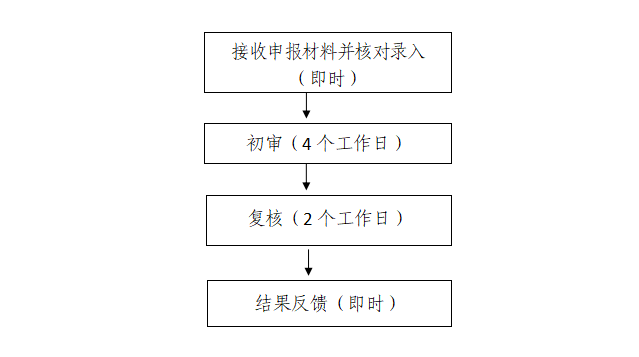 接收申报材料并核对录入
（即时）
初审（4个工作日）
复核（2个工作日）
结果反馈（即时）